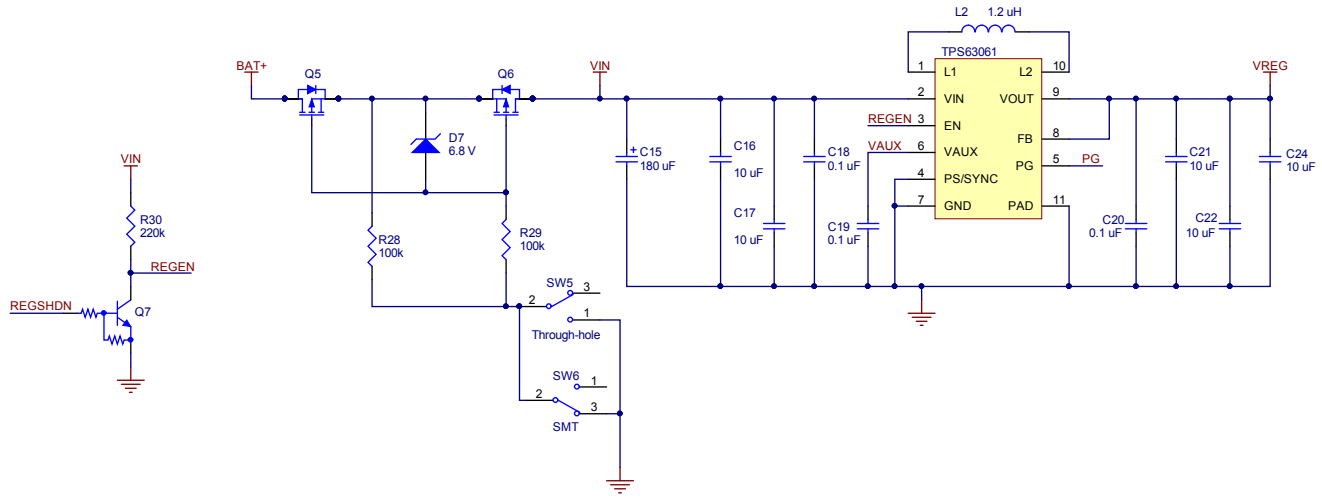 L2 1.2 uH
TPS63061
BAT+
Q5
Q6
VIN
VREG
1 L1 L2 10
2 VIN VOUT 9
REGEN 3 EN
FB 8
VAUX 6 VAUX
PG 5 PG
4 PS/SYNC
7 GND PAD 11
D7
6.8 V
+ C15
180 uF
C16
10 uF
C17
10 uF
C18
0.1 uF
C19
0.1 uF
C20
0.1 uF
C21
10 uF
C22
10 uF
C24
10 uF
VIN
R30
220k
REGEN
REGSHDN
Q7
R28
100k
R29
100k
SW5
3
2
1
Through-hole
SW6
1
2
3
SMT